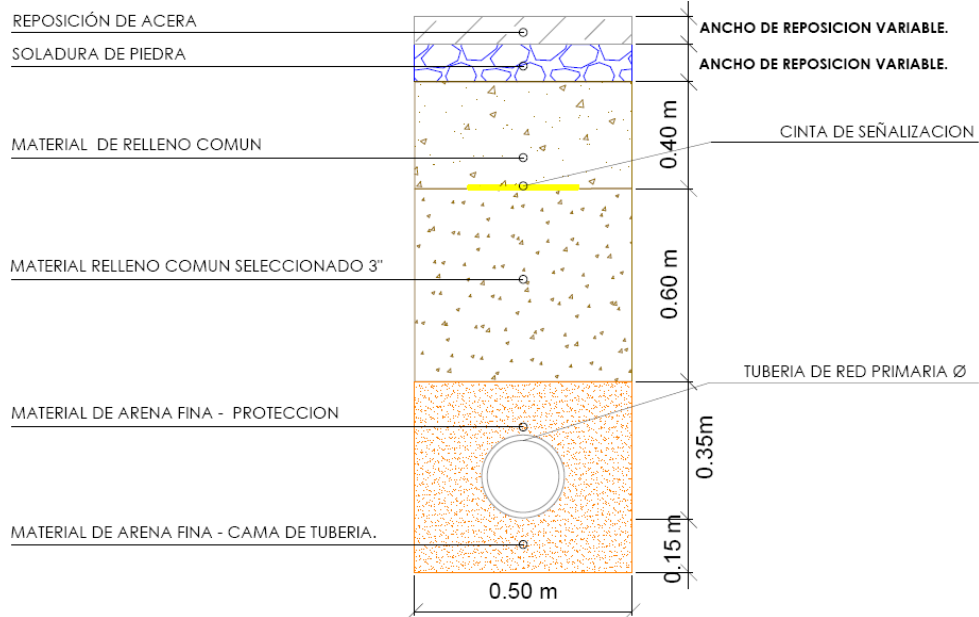 REPOSICIÓN DE ACERA
ANCHO DE REPOSICION VARIABLE.
SOLADURA DE PIEDRA
ANCHO DE REPOSICION VARIABLE.
CINTA DE SEÑALIZACION
MATERIAL DE RELLENO COMUN
0.40 m
MATERIAL RELLENO COMUN SELECCIONADO 3"
0.60 m
TUBERIA DE RED PRIMARIA Ø
MATERIAL DE ARENA FINA - PROTECCION
0.35m
MATERIAL DE ARENA FINA - CAMA DE TUBERIA.
0.15 m
0.50 m